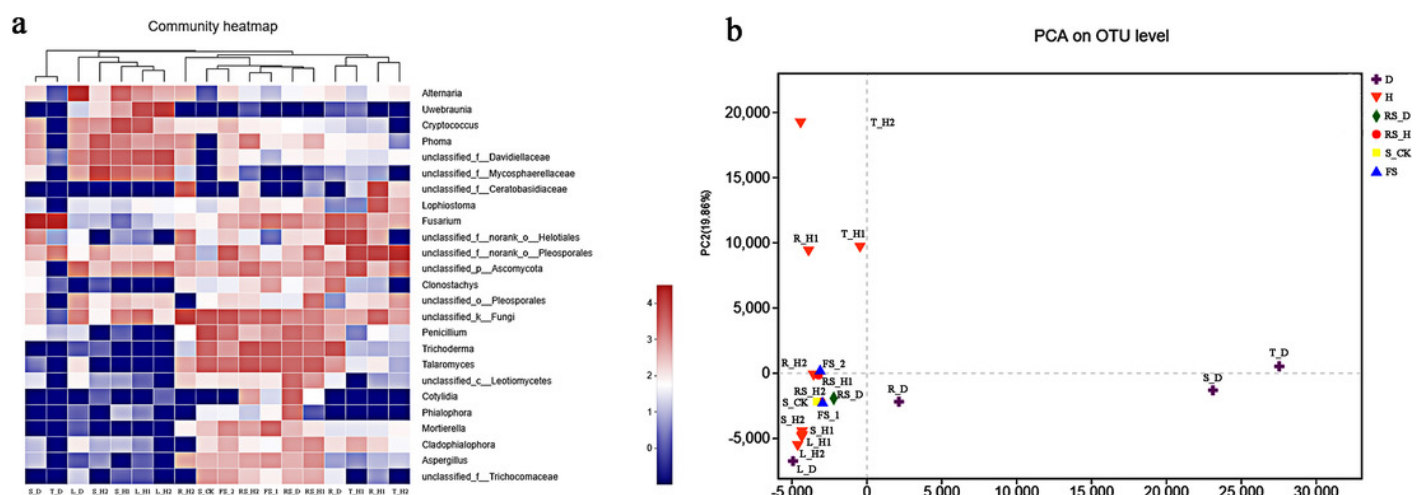 a
Community heatmap
Alternaria
Uwebraunia
Cryptococcus
Phoma
unclassified_f__Davidiellaceae
unclassified_f__Mycosphaerellaceae
unclassified_f__Ceratobasidiaceae
Lophiostoma
Fusarium
unclassified_f__norank_o__Helotiales
unclassified_f__norank_o__Pleosporales
unclassified_p__Ascomycota
Clonostachys
unclassified_o__Pleosporales
unclassified_k__Fungi
Penicillium
Trichoderma
Talaromyces
unclassified_c__Leotiomycetes
Cotylidia
Phialophora
Mortierella
Cladophialophora
Aspergillus
unclassified_f__Trichocomaceae
S_D T_D L_D S_H2 S_H1 L_H1 L_H2 R_H2 S_CK FS_2 RS_H2 FS_1 RS_D RS_H1 R_D T_H1 R_H1 T_H2
4
3
2
1
0
b
PCA on OTU level
PC2(19.86%)
20,000
15,000
10,000
5,000
0
-5,000
-5 000 0 5 000 10 000 15 000 20 000 25 000 30 000
T_H2
R_H1
T_H1
R_H2
FS_2
RS_H1
RS_H2
RS_D
S_CK
FS_1
S_H2
S_H1
L_H1
L_H2
L_D
R_D
S_D
T_D
D
H
RS_D
RS_H
S_CK
FS